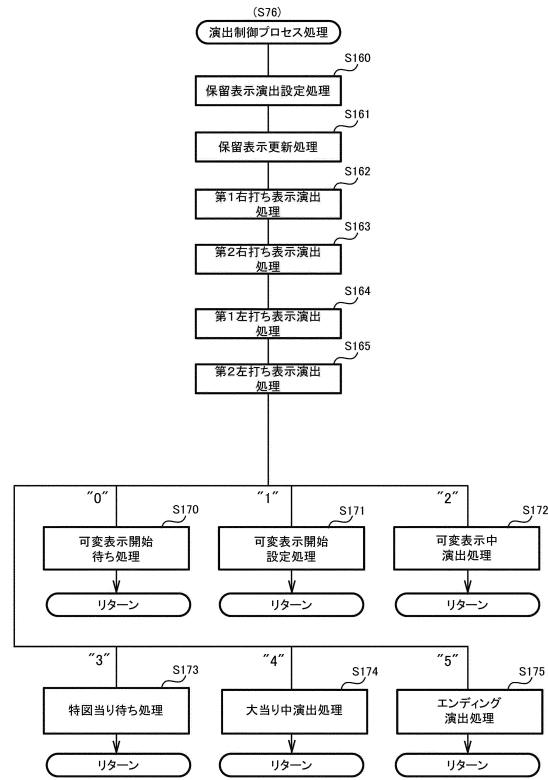 (S76)
演出制御プロセス処理
S160
保留表示演出設定処理
S161
保留表示更新処理
S162
第1右打ち表示演出
処理
S163
第2右打ち表示演出
処理
S164
第1左打ち表示演出
処理
S165
第2左打ち表示演出
処理
"0"
S170
可変表示開始
待ち処理
リターン
"1"
S171
可変表示開始
設定処理
リターン
"2"
S172
可変表示中
演出処理
リターン
"3"
S173
特図当り待ち処理
リターン
"4"
S174
大当り中演出処理
リターン
"5"
S175
エンディング
演出処理
リターン